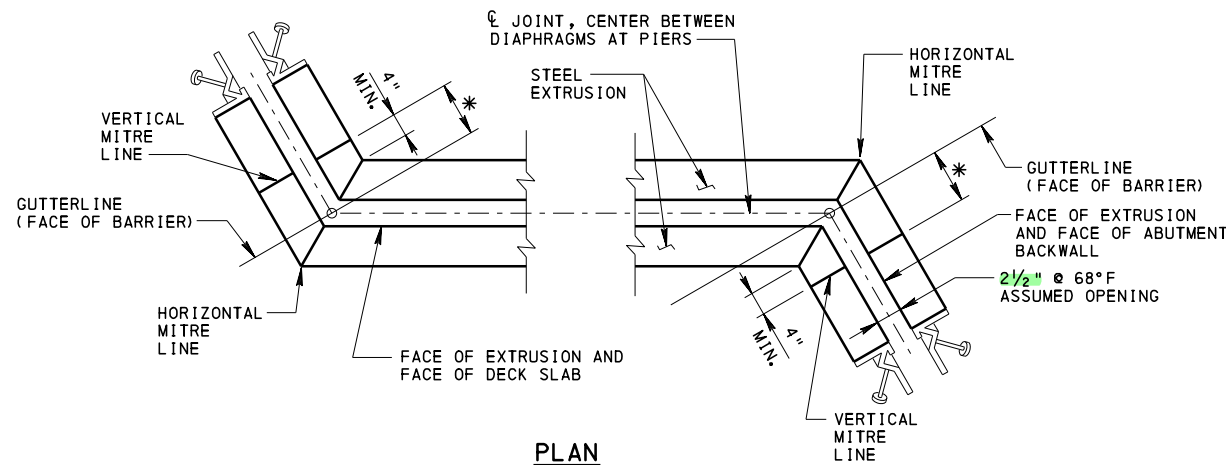 ℄ JOINT, CENTER BETWEEN
DIAPHRAGMS AT PIERS
STEEL
EXTRUSION
HORIZONTAL
MITRE
LINE
4"
MIN.
*
VERTICAL
MITRE
LINE
GUTTERLINE
(FACE OF BARRIER)
*
GUTTERLINE
(FACE OF BARRIER)
FACE OF EXTRUSION
AND FACE OF ABUTMENT
BACKWALL
2½" @ 68°F
ASSUMED OPENING
HORIZONTAL
MITRE
LINE
FACE OF EXTRUSION AND
FACE OF DECK SLAB
4"
MIN.
VERTICAL
MITRE
LINE
PLAN